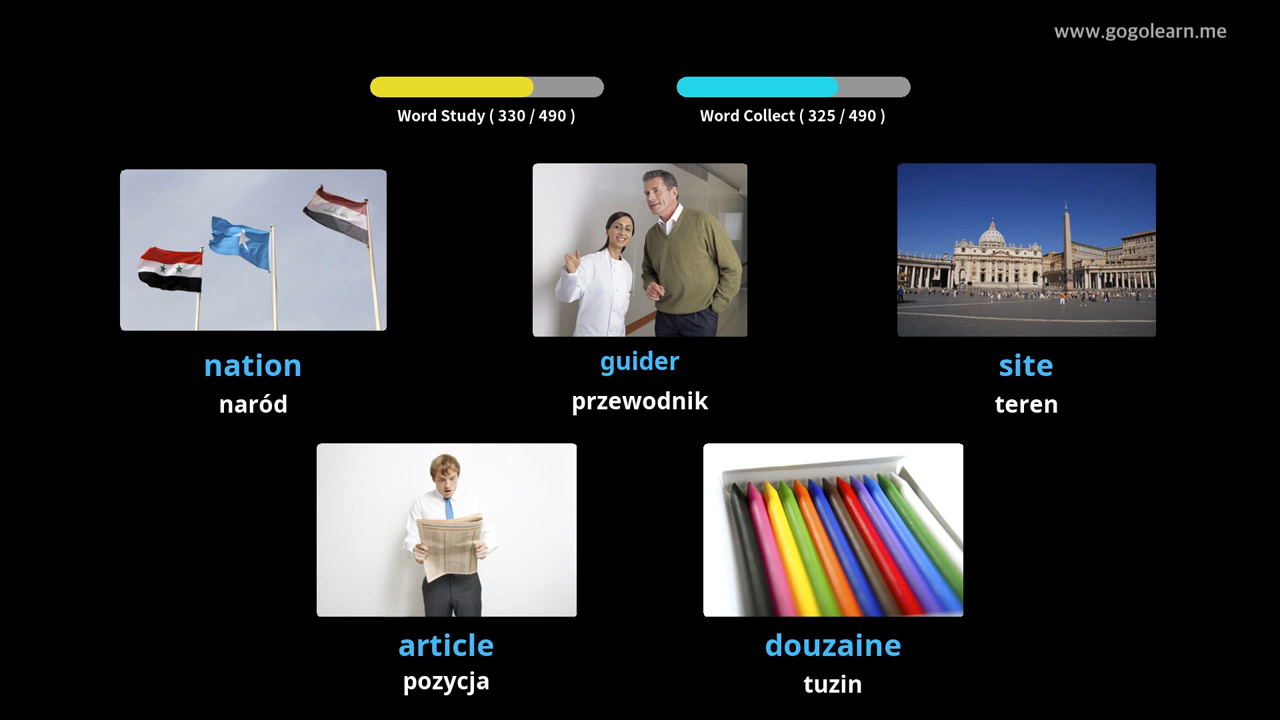 www.gogolearn.me
Word Study ( 330 / 490 )
Word Collect ( 325 / 490 )
nation
naród
guider
przewodnik
site
teren
article
pozycja
douzaine
tuzin